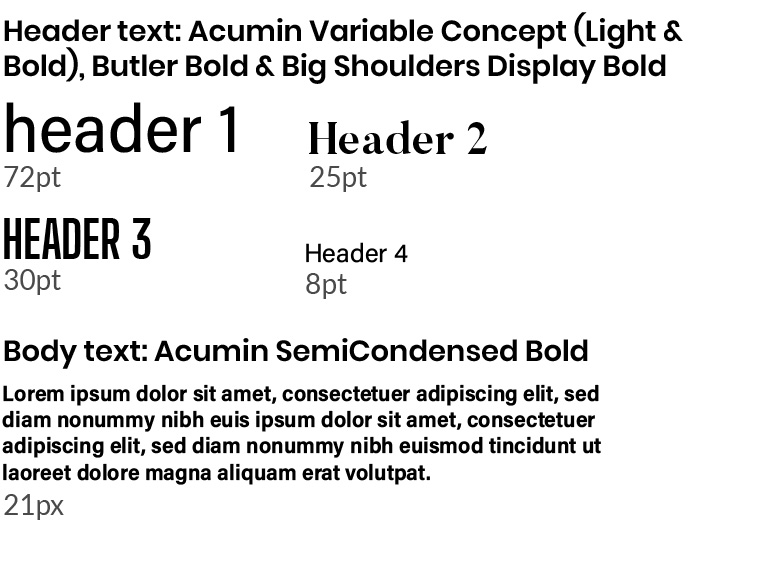 Header text: Acumin Variable Concept (Light &
Bold), Butler Bold & Big Shoulders Display Bold
header 1
72pt
Header 2
25pt
HEADER 3
30pt
Header 4
8pt
Body text: Acumin SemiCondensed Bold
Lorem ipsum dolor sit amet, consectetuer adipiscing elit, sed
diam nonummy nibh euis ipsum dolor sit amet, consectetuer
adipiscing elit, sed diam nonummy nibh euismod tincidunt ut
laoreet dolore magna aliquam erat volutpat.
21px